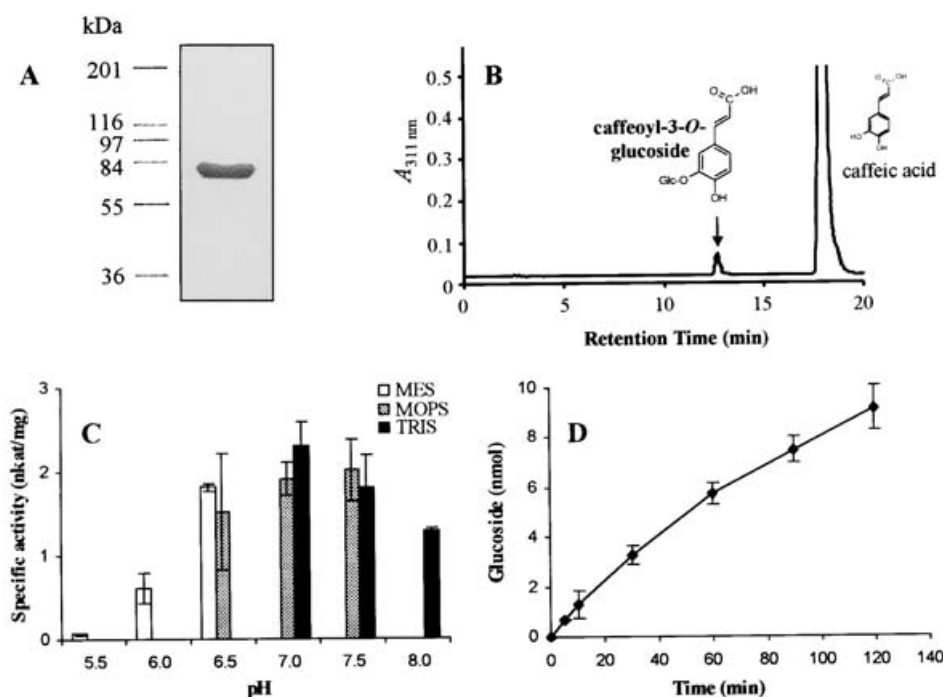 kDa
A
201
116
97
84
55
36
B
A311 nm
0.5
0.4
0.3
0.2
0.1
0
0
5
10
15
20
Retention Time (min)
caffeoyl-3-O-
glucoside
O
C
OH
Glc-O
OH
O
C
OH
HO
OH
caffeic acid
C
MES
MOPS
TRIS
Specific activity (nkat/mg)
3
2
1
0
5.5
6.0
6.5
7.0
7.5
8.0
pH
D
Glucoside (nmol)
10
8
6
4
2
0
0
20
40
60
80
100
120
140
Time (min)